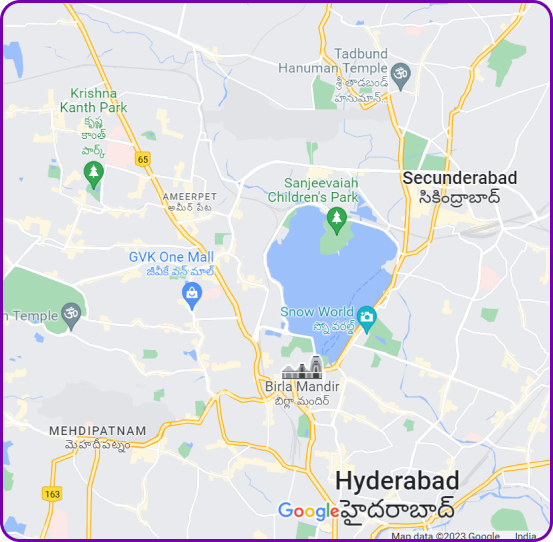 Tadbund
Hanuman Temple
శ్రీ తాడ్‌బండ్
హనుమాన్
Krishna
Kanth Park
కృష్ణ
కాంత్
పార్క్
65
Secunderabad
సికింద్రాబాద్
Sanjeevaiah
Children's Park
AMEERPET
అమీర్ పేట
GVK One Mall
జీవీకే వన్ మాల్
Snow World
స్నో వరల్డ్
n Temple
Birla Mandir
బిర్లా మందిర్
MEHDIPATNAM
మెహదీపట్నం
163
Hyderabad
హైదరాబాద్
Google
Map data ©2023 Google
India